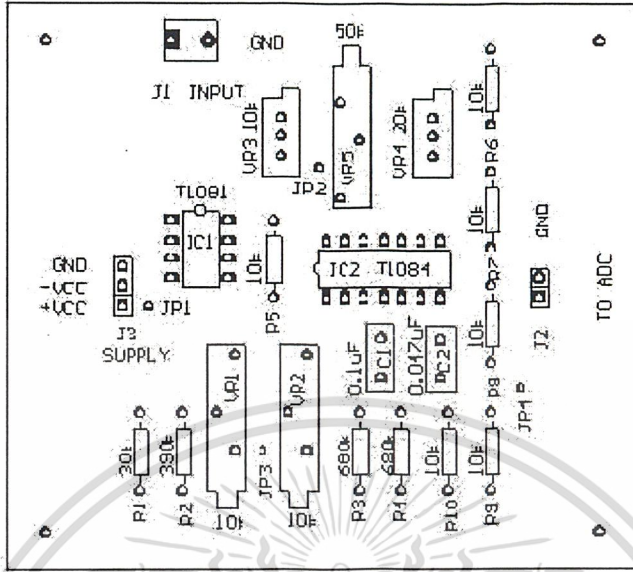 50k
GND
J1 INPUT
VR3 10k
VR5
VR4 20k
10k
R6
JP2
TL081
IC1
10k
R5
IC2 TL084
10k
R7
GND
TO ADC
J2
GND
-VCC
+VCC
JP1
J3
SUPPLY
VR1
VR2
0.1uF
C1
0.047uF
C2
10k
R8
JP4
30k
R1
390k
R2
10k
JP3
10k
680k
R3
680k
R4
10k
R10
10k
R9